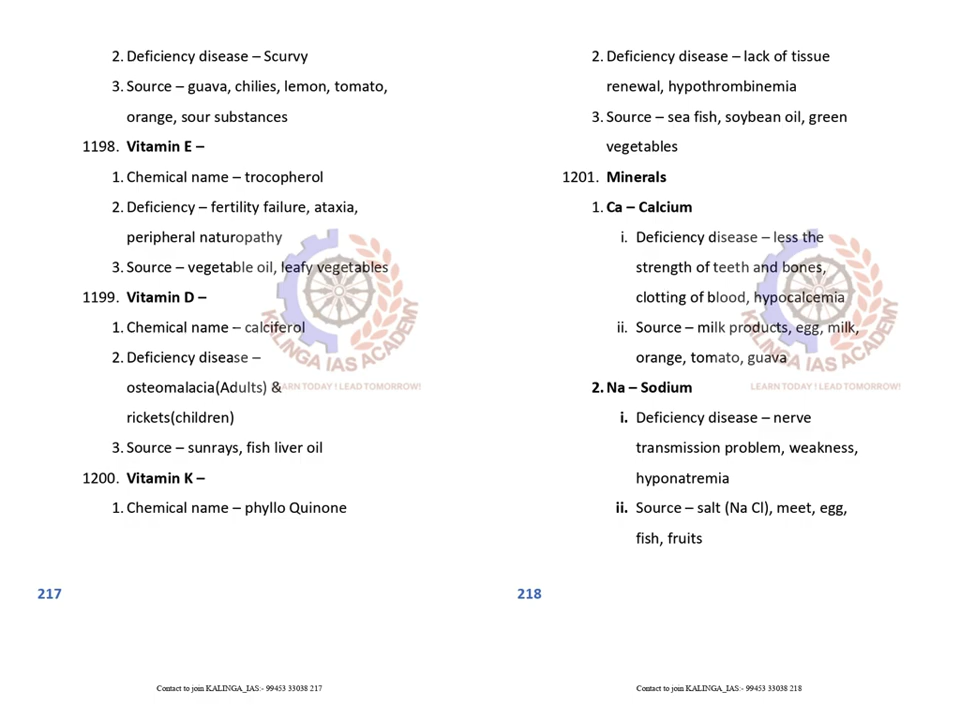 2. Deficiency disease – Scurvy
3. Source – guava, chilies, lemon, tomato,
orange, sour substances
1198. Vitamin E –
1. Chemical name – trocopherol
2. Deficiency – fertility failure, ataxia,
peripheral naturopathy
3. Source – vegetable oil, leafy vegetables
1199. Vitamin D –
1. Chemical name – calciferol
2. Deficiency disease –
osteomalacia(Adults) &
rickets(children)
3. Source – sunrays, fish liver oil
1200. Vitamin K –
1. Chemical name – phyllo Quinone
KALINGA IAS ACADEMY
LEARN TODAY ! LEAD TOMORROW!
217
Contact to join KALINGA_IAS:- 99453 33038 217
2. Deficiency disease – lack of tissue
renewal, hypothrombinemia
3. Source – sea fish, soybean oil, green
vegetables
1201. Minerals
1. Ca – Calcium
i. Deficiency disease – less the
strength of teeth and bones,
clotting of blood, hypocalcemia
ii. Source – milk products, egg, milk,
orange, tomato, guava
2. Na – Sodium
i. Deficiency disease – nerve
transmission problem, weakness,
hyponatremia
ii. Source – salt (Na Cl), meet, egg,
fish, fruits
KALINGA IAS ACADEMY
LEARN TODAY ! LEAD TOMORROW!
218
Contact to join KALINGA_IAS:- 99453 33038 218